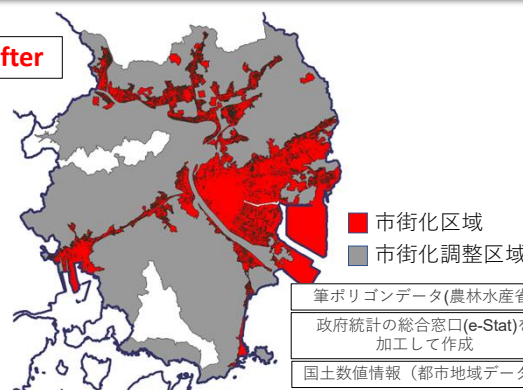 fter
市街化区域
市街化調整区域
筆ポリゴンデータ(農林水産省
政府統計の総合窓口(e-Stat)を
加工して作成
国土数値情報（都市地域データ